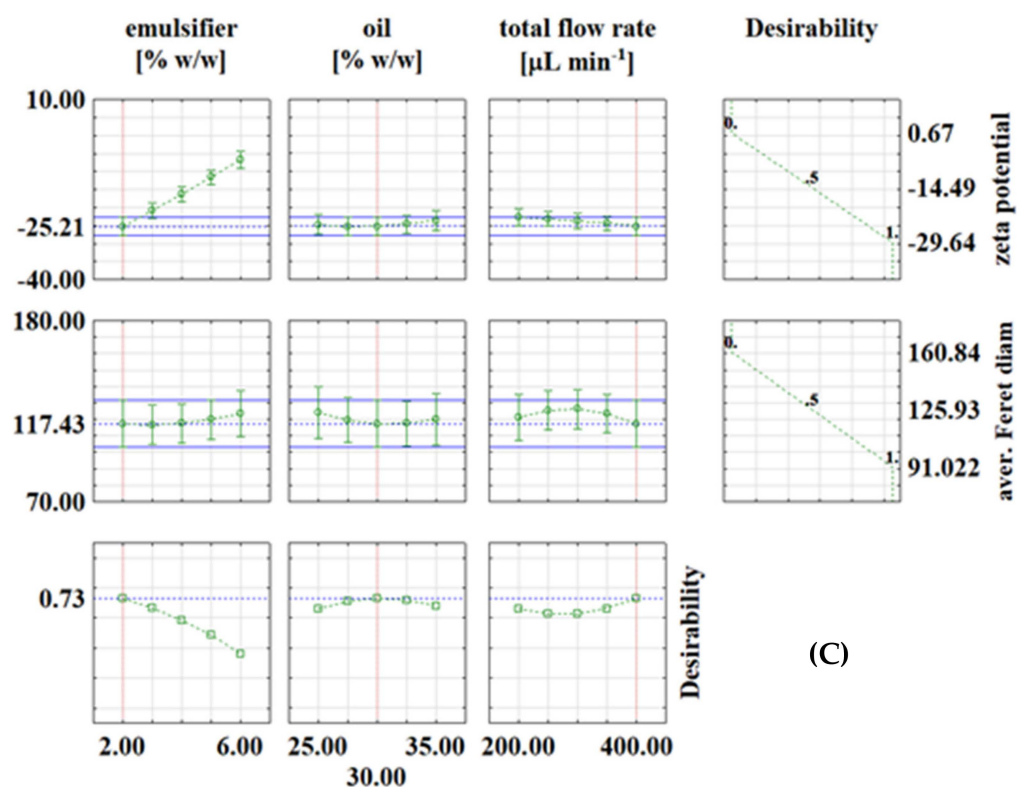 emulsifier
[% w/w]
oil
[% w/w]
total flow rate
[μL min⁻¹]
Desirability
10.00
-25.21
-40.00
0.
.5
1.
0.67
-14.49
-29.64
zeta potential
180.00
117.43
70.00
0.
.5
1.
160.84
125.93
91.022
aver. Feret diam
0.73
Desirability
(C)
2.00
6.00
25.00
35.00
200.00
400.00
30.00